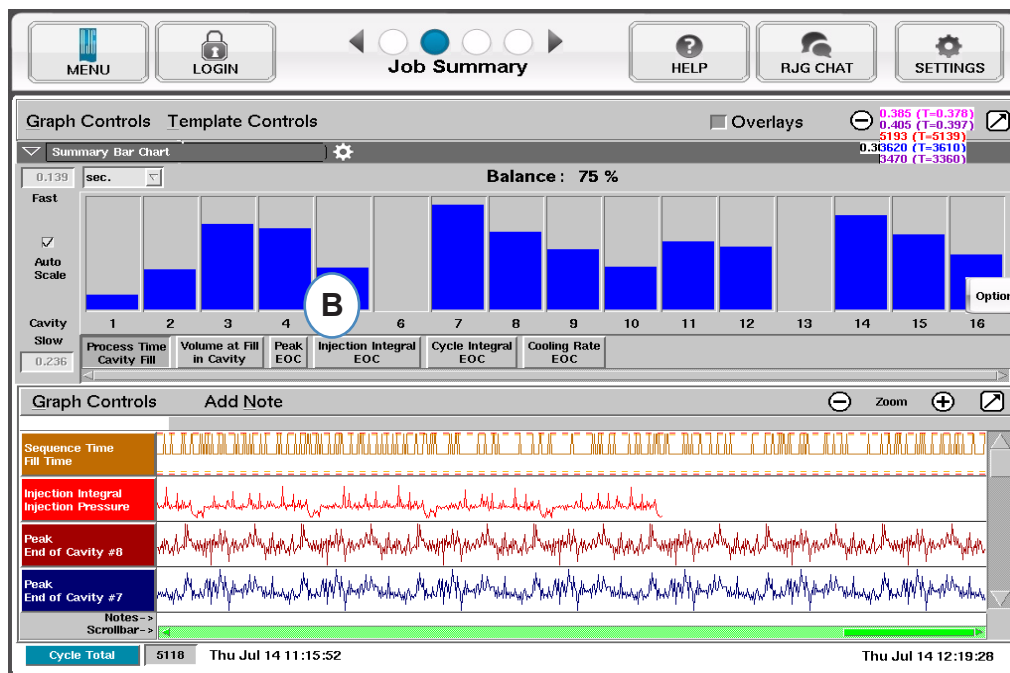 MENU
LOGIN
Job Summary
HELP
RJG CHAT
SETTINGS
Graph Controls Template Controls
Overlays
0.385 (T=0.378)
0.405 (T=0.397)
5193 (T=5139)
3620 (T=3610)
3470 (T=3360)
Summary Bar Chart
0.139 sec.
Balance: 75 %
Fast
Auto
Scale
B
Option
Cavity 1 2 3 4 6 7 8 9 10 11 12 13 14 15 16
Slow
0.236
Process Time
Cavity Fill
Volume at Fill
in Cavity
Peak
EOC
Injection Integral
EOC
Cycle Integral
EOC
Cooling Rate
EOC
Graph Controls Add Note
Zoom
Sequence Time
Fill Time
Injection Integral
Injection Pressure
Peak
End of Cavity #8
Peak
End of Cavity #7
Notes->
Scrollbar->
Cycle Total 5118 Thu Jul 14 11:15:52 Thu Jul 14 12:19:28